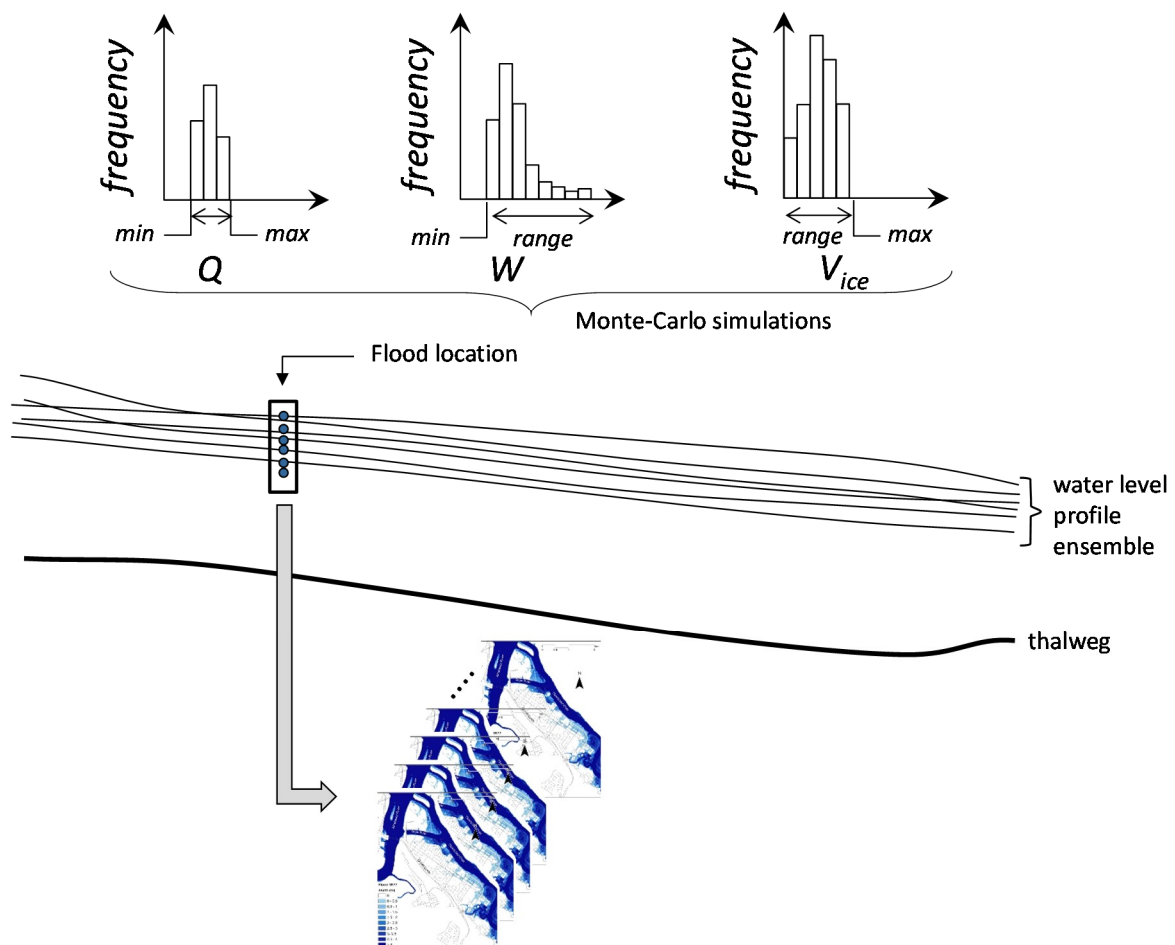 frequency
frequency
frequency
min
max
min
range
range
max
Q
W
V_ice
Monte-Carlo simulations
Flood location
water level
profile
ensemble
thalweg